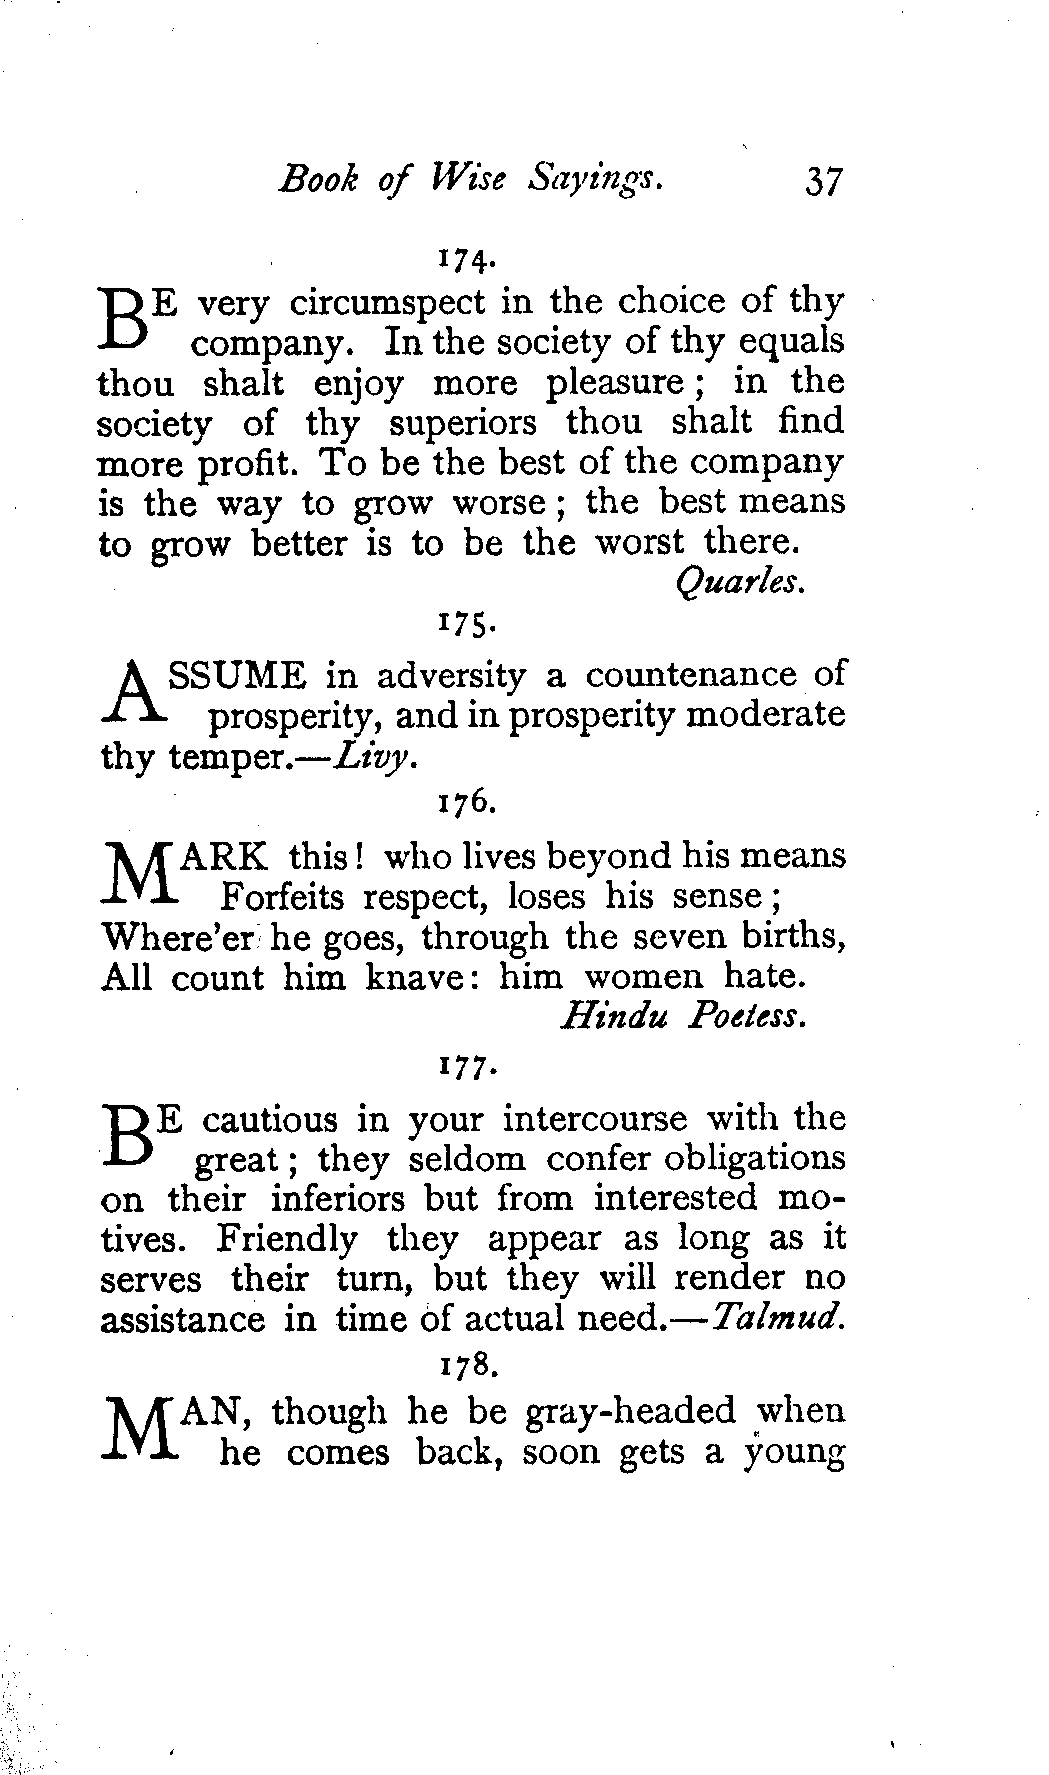 Book of Wise Sayings. 37
174.
BE very circumspect in the choice of thy
company. In the society of thy equals
thou shalt enjoy more pleasure ; in the
society of thy superiors thou shalt find
more profit. To be the best of the company
is the way to grow worse ; the best means
to grow better is to be the worst there.
Quarles.
175.
ASSUME in adversity a countenance of
prosperity, and in prosperity moderate
thy temper.—Livy.
176.
MARK this! who lives beyond his means
Forfeits respect, loses his sense ;
Where'er he goes, through the seven births,
All count him knave: him women hate.
Hindu Poetess.
177.
BE cautious in your intercourse with the
great ; they seldom confer obligations
on their inferiors but from interested mo-
tives. Friendly they appear as long as it
serves their turn, but they will render no
assistance in time of actual need.—Talmud.
178.
MAN, though he be gray-headed when
he comes back, soon gets a young